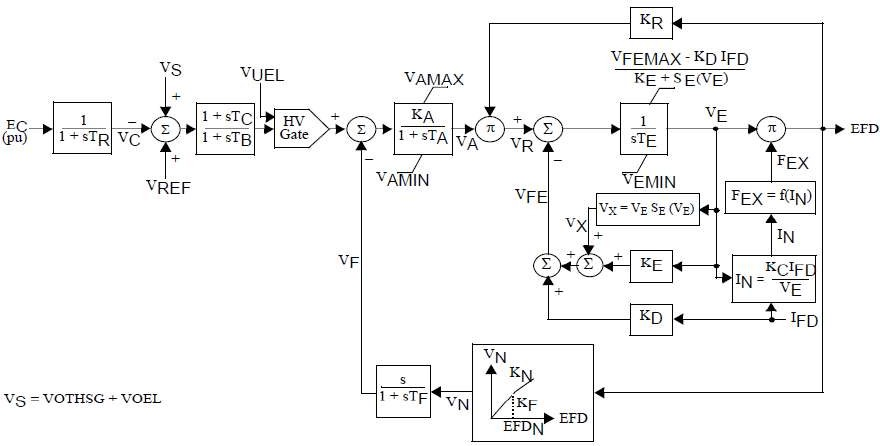 KR
VFEMAX - KD IFD
KE + SE(VE)
VS
VUEL
VAMAX
VE
+
EC
(pu)
1
1 + sTR
−
VC
Σ
1 + sTC
1 + sTB
HV
Gate
+
Σ
KA
1 + sTA
VA
π
+
VR
Σ
1
sTE
π
EFD
+
VREF
−
VAMIN
−
VEMIN
FEX
VFE
VX = VE SE (VE)
FEX = f(IN)
VX
+
IN
VF
Σ
+
Σ
+
KE
IN = KCIFD
VE
+
KD
IFD
s
1 + sTF
VN
VN
KN
KF
EFDN
EFD
VS = VOTHSG + VOEL